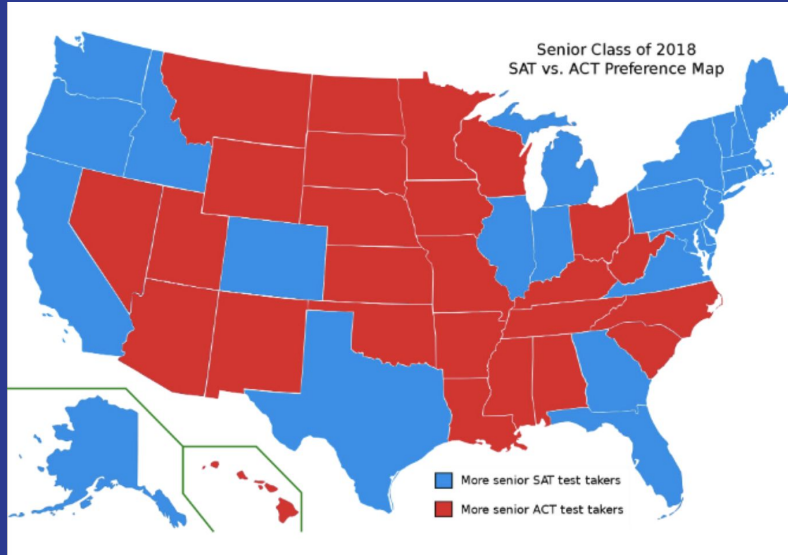 Senior Class of 2018
SAT vs. ACT Preference Map
More senior SAT test takers
More senior ACT test takers